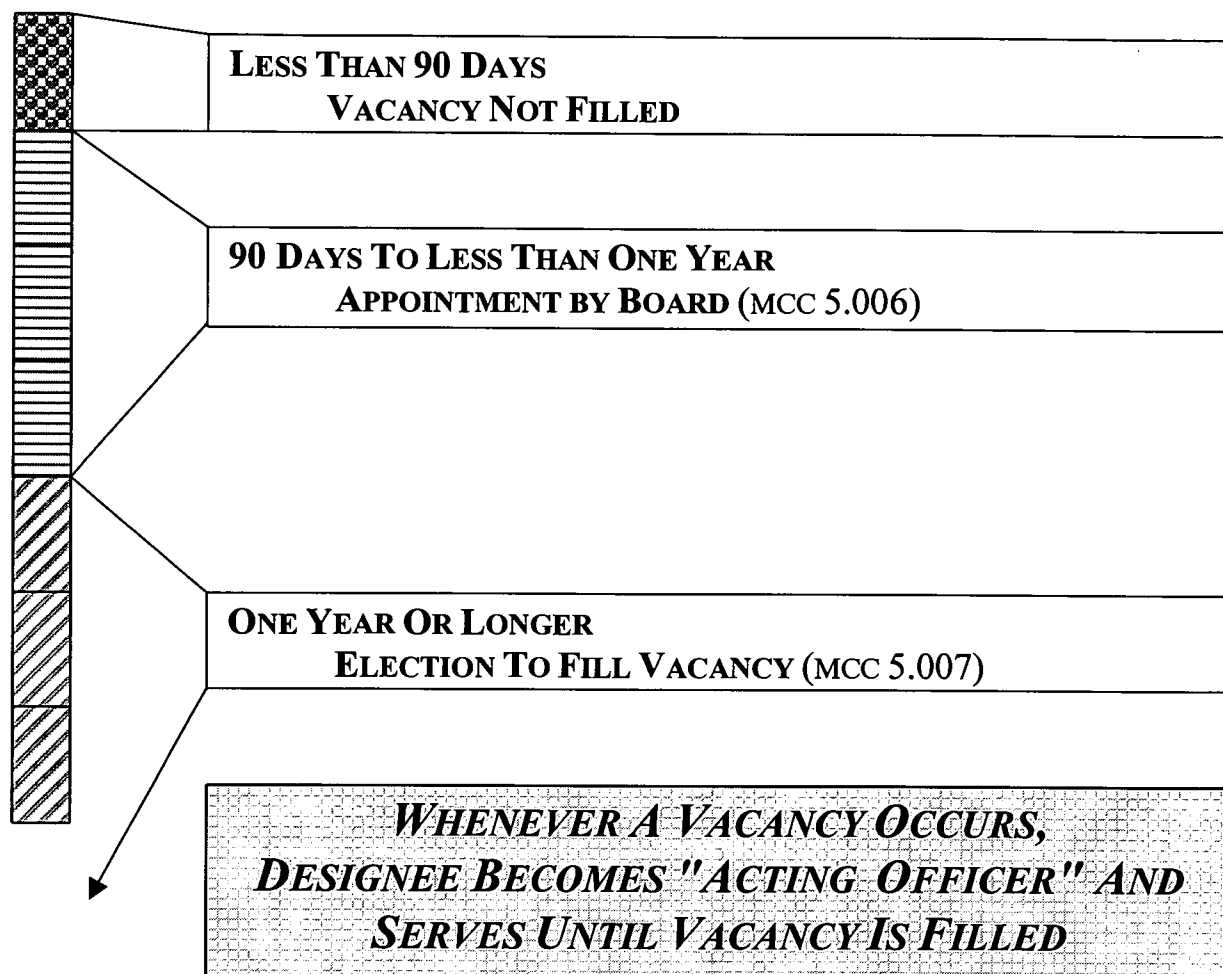 LESS THAN 90 DAYS
VACANCY NOT FILLED
90 DAYS TO LESS THAN ONE YEAR
APPOINTMENT BY BOARD (MCC 5.006)
ONE YEAR OR LONGER
ELECTION TO FILL VACANCY (MCC 5.007)
WHENEVER A VACANCY OCCURS,
DESIGNEE BECOMES "ACTING OFFICER" AND
SERVES UNTIL VACANCY IS FILLED